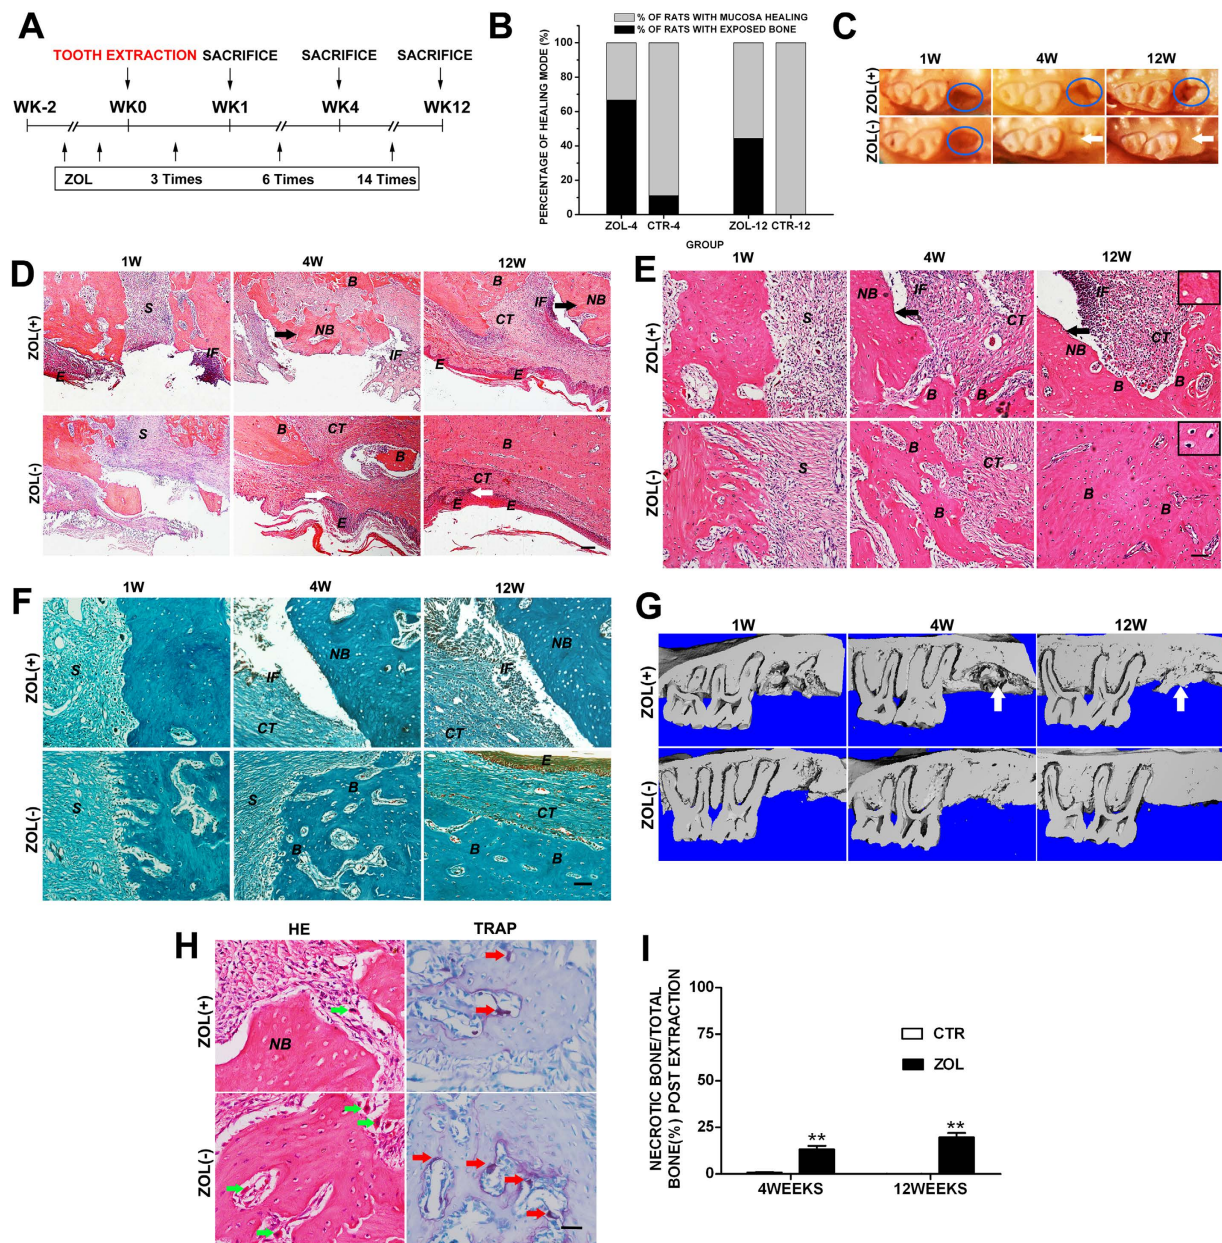 A
TOOTH EXTRACTION SACRIFICE SACRIFICE SACRIFICE
WK-2 WK0 WK1 WK4 WK12
ZOL 3 Times 6 Times 14 Times
B
% OF RATS WITH MUCOSA HEALING
% OF RATS WITH EXPOSED BONE
PERCENTAGE OF HEALING MODE (%)
100
80
60
40
20
0
ZOL-4 CTR-4 ZOL-12 CTR-12
GROUP
C
1W 4W 12W
ZOL(+)
ZOL(-)
D
1W 4W 12W
ZOL(+)
S IF E
B NB IF
B IF NB CT E E
ZOL(-)
S
B CT B E
B CT E E
E
1W 4W 12W
ZOL(+)
S
NB IF CT B B
IF CT NB B B
ZOL(-)
S
B CT B
B B
F
1W 4W 12W
ZOL(+)
S
NB IF CT
NB IF CT
ZOL(-)
S
S B B
E CT B B
G
1W 4W 12W
ZOL(+)
ZOL(-)
H
HE TRAP
ZOL(+)
NB
ZOL(-)
I
NECROTIC BONE/TOTAL
BONE(%) POST EXTRACTION
100
75
50
25
0
CTR
ZOL
** **
4WEEKS 12WEEKS